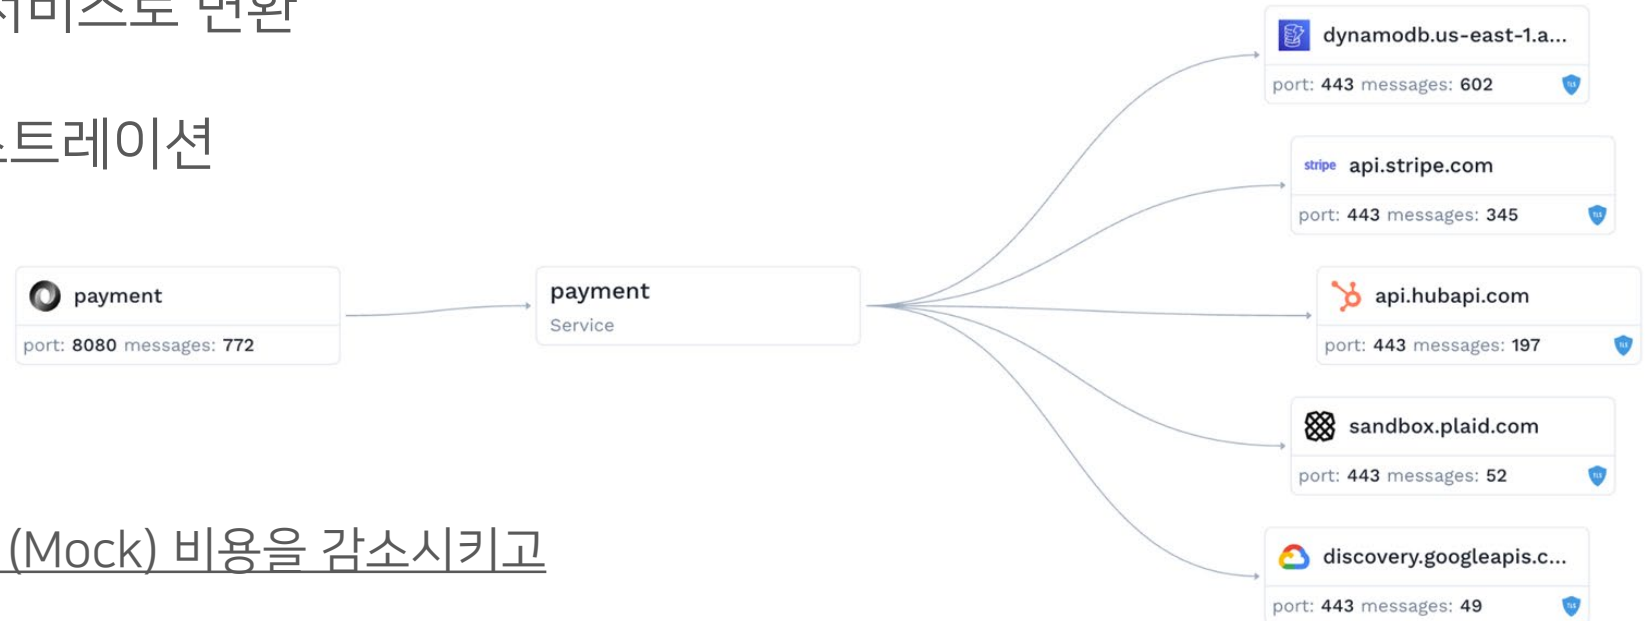 서비스로 변환
스트레이션
(Mock) 비용을 감소시키고
payment
port: 8080 messages: 772
payment
Service
dynamodb.us-east-1.a...
port: 443 messages: 602
stripe api.stripe.com
port: 443 messages: 345
api.hubapi.com
port: 443 messages: 197
sandbox.plaid.com
port: 443 messages: 52
discovery.googleapis.c...
port: 443 messages: 49